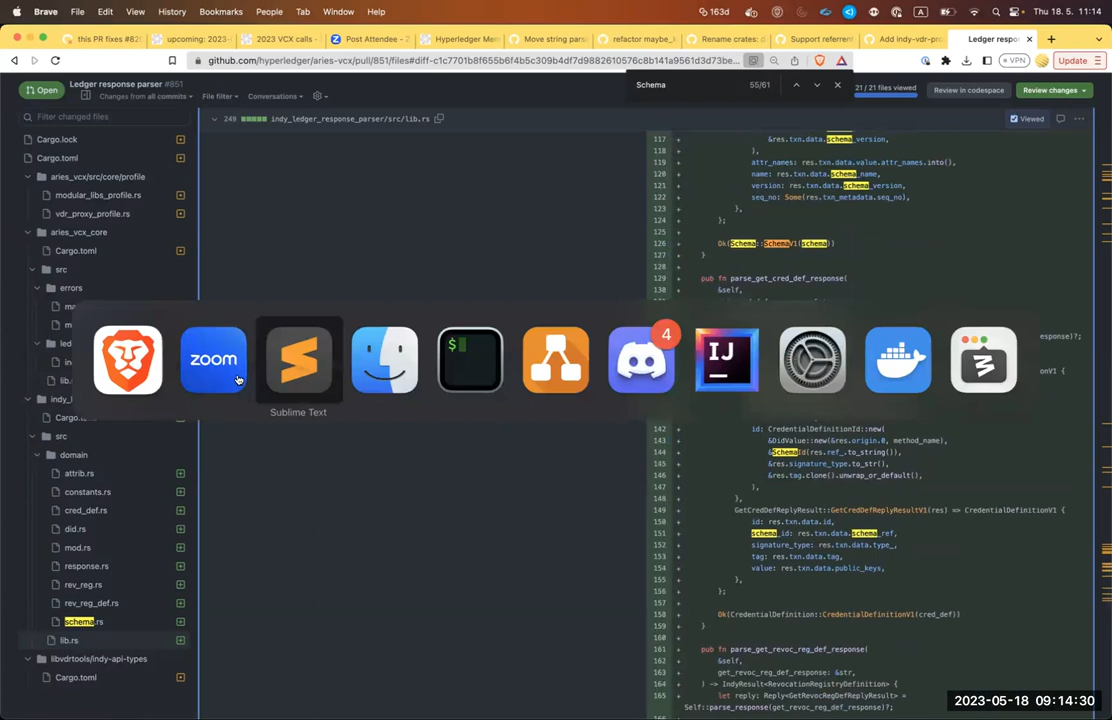 Brave File Edit View History Bookmarks People Tab Window Help
163d
A
Thu 18. 5. 11:14
this PR fixes #82
upcoming: 2023-
2023 VCX calls -
Post Attendee - Z
Hyperledger Mem
Move string parse
refactor maybe_k
Rename crates: d
Support referrent
Add indy-vdr-pro
Ledger respon
github.com/hyperledger/aries-vcx/pull/851/files#diff-c1c7701b8f655b6f4b5c309b4df7d9882610576c8b141a9561d3d73be...
VPN
Update
Open
Ledger response parser #851
Changes from all commits
File filter
Conversations
Schema
55/61
21 / 21 files viewed
Review in codespace
Review changes
Filter changed files
249 indy_ledger_response_parser/src/lib.rs
Viewed
Cargo.lock
Cargo.toml
aries_vcx/src/core/profile
modular_libs_profile.rs
vdr_proxy_profile.rs
aries_vcx_core
Cargo.toml
src
errors
ma
m
led
in
lib.
indy_l
Cargo.t
src
domain
attrib.rs
constants.rs
cred_def.rs
did.rs
mod.rs
response.rs
rev_reg.rs
rev_reg_def.rs
schema.rs
lib.rs
libvdrtools/indy-api-types
Cargo.toml
117 + &res.txn.data.schema_version,
118 + ),
119 + attr_names: res.txn.data.value.attr_names.into(),
120 + name: res.txn.data.schema_name,
121 + version: res.txn.data.schema_version,
122 + seq_no: Some(res.txn_metadata.seq_no),
123 + },
124 + };
125 +
126 + Ok(Schema::SchemaV1(schema))
127 + }
128 +
129 + pub fn parse_get_cred_def_response(
130 + &self,
esponse)?;
onV1 {
zoom
$
IJ
4
Sublime Text
142 + id: CredentialDefinitionId::new(
143 + &DidValue::new(&res.origin.0, method_name),
144 + &SchemaId(res.ref_.to_string()),
145 + &res.signature_type.to_str(),
146 + &res.tag.clone().unwrap_or_default(),
147 + ),
148 + },
149 + GetCredDefReplyResult::GetCredDefReplyResultV1(res) => CredentialDefinitionV1 {
150 + id: res.txn.data.id,
151 + schema_id: res.txn.data.schema_ref,
152 + signature_type: res.txn.data.type_,
153 + tag: res.txn.data.tag,
154 + value: res.txn.data.public_keys,
155 + },
156 + };
157 +
158 + Ok(CredentialDefinition::CredentialDefinitionV1(cred_def))
159 + }
160 +
161 + pub fn parse_get_revoc_reg_def_response(
162 + &self,
163 + get_revoc_reg_def_response: &str,
164 + ) -> IndyResult<RevocationRegistryDefinition> {
165 + let reply: Reply<GetRevocRegDefReplyResult> =
Self::parse_response(get_revoc_reg_def_response)?;
2023-05-18 09:14:30